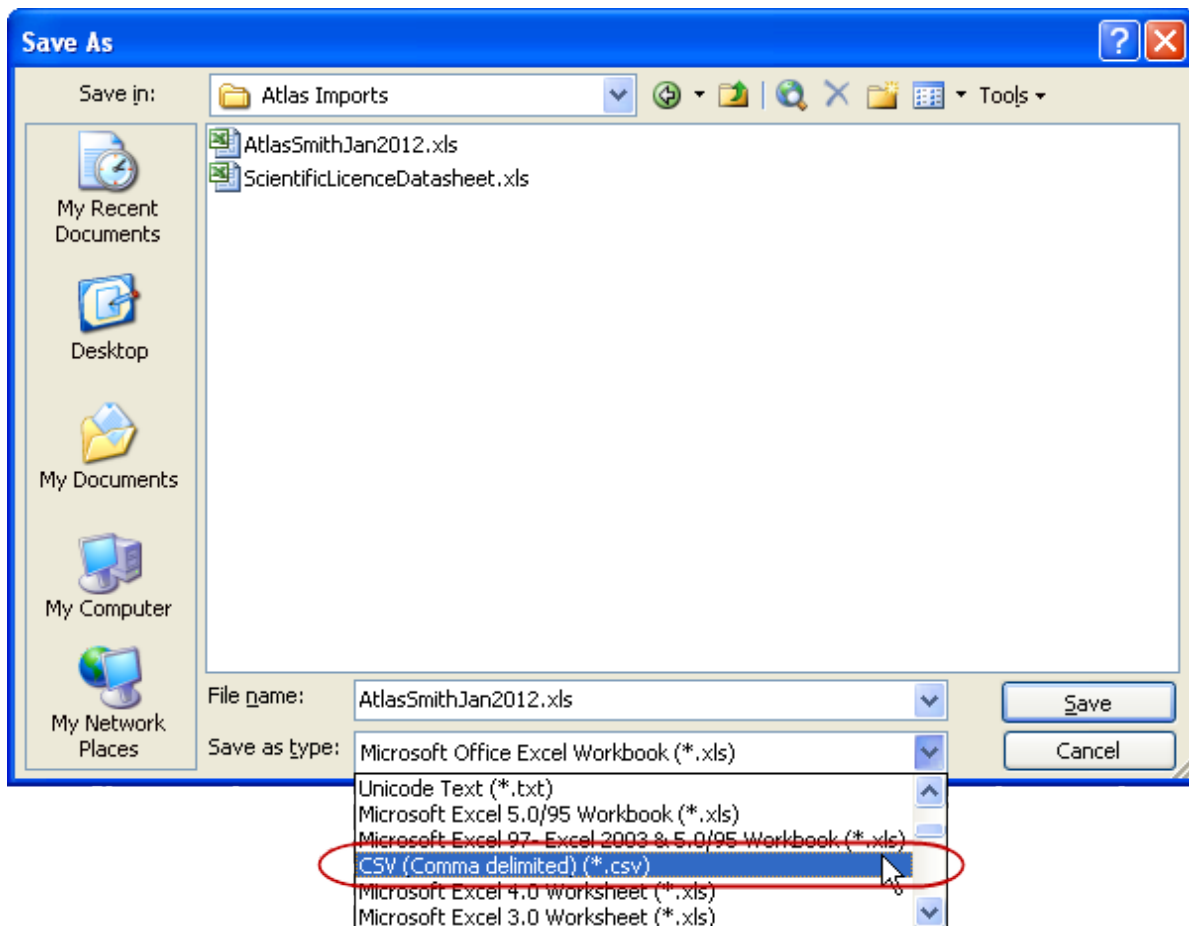 Save As
?
Save in:
Atlas Imports
Tools
AtlasSmithJan2012.xls
ScientificLicenceDatasheet.xls
My Recent
Documents
Desktop
My Documents
My Computer
My Network
Places
File name:
AtlasSmithJan2012.xls
Save
Save as type:
Microsoft Office Excel Workbook (*.xls)
Cancel
Unicode Text (*.txt)
Microsoft Excel 5.0/95 Workbook (*.xls)
Microsoft Excel 97- Excel 2003 & 5.0/95 Workbook (*.xls)
CSV (Comma delimited) (*.csv)
Microsoft Excel 4.0 Worksheet (*.xls)
Microsoft Excel 3.0 Worksheet (*.xls)